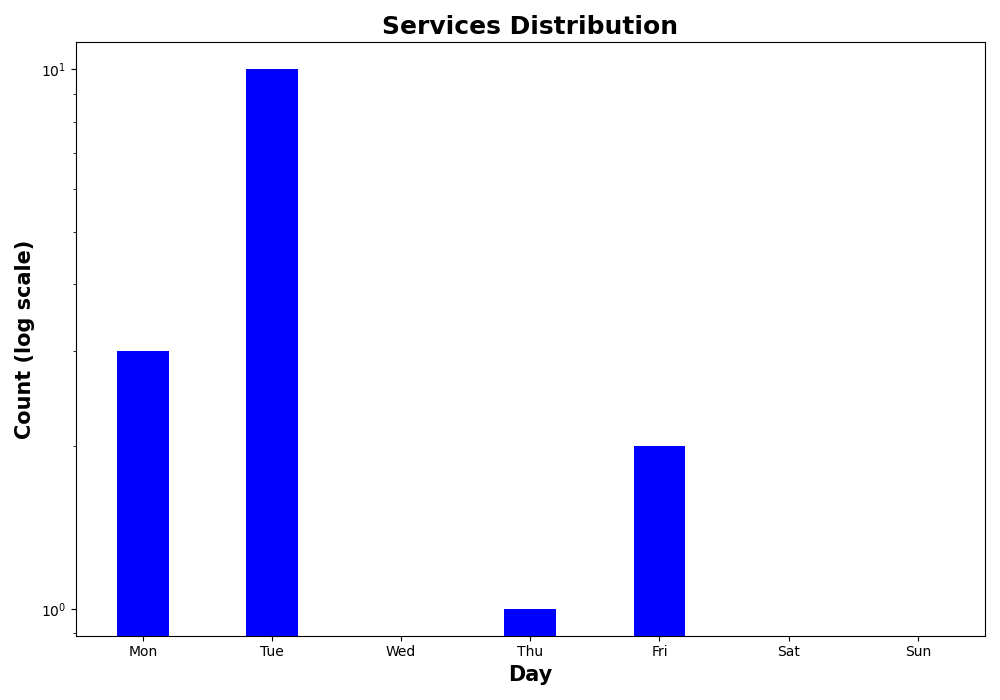 Services Distribution
Count (log scale)
10¹
10⁰
Mon Tue Wed Thu Fri Sat Sun
Day